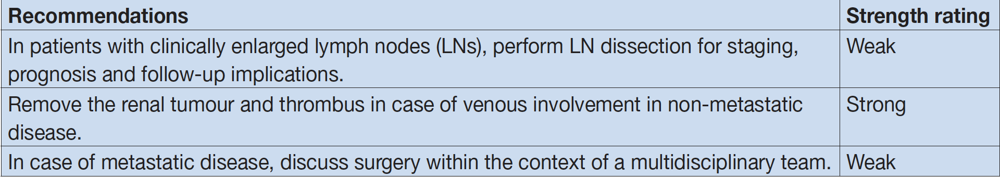 Recommendations Strength rating
In patients with clinically enlarged lymph nodes (LNs), perform LN dissection for staging, Weak
prognosis and follow-up implications.
Remove the renal tumour and thrombus in case of venous involvement in non-metastatic Strong
disease.
In case of metastatic disease, discuss surgery within the context of a multidisciplinary team. Weak